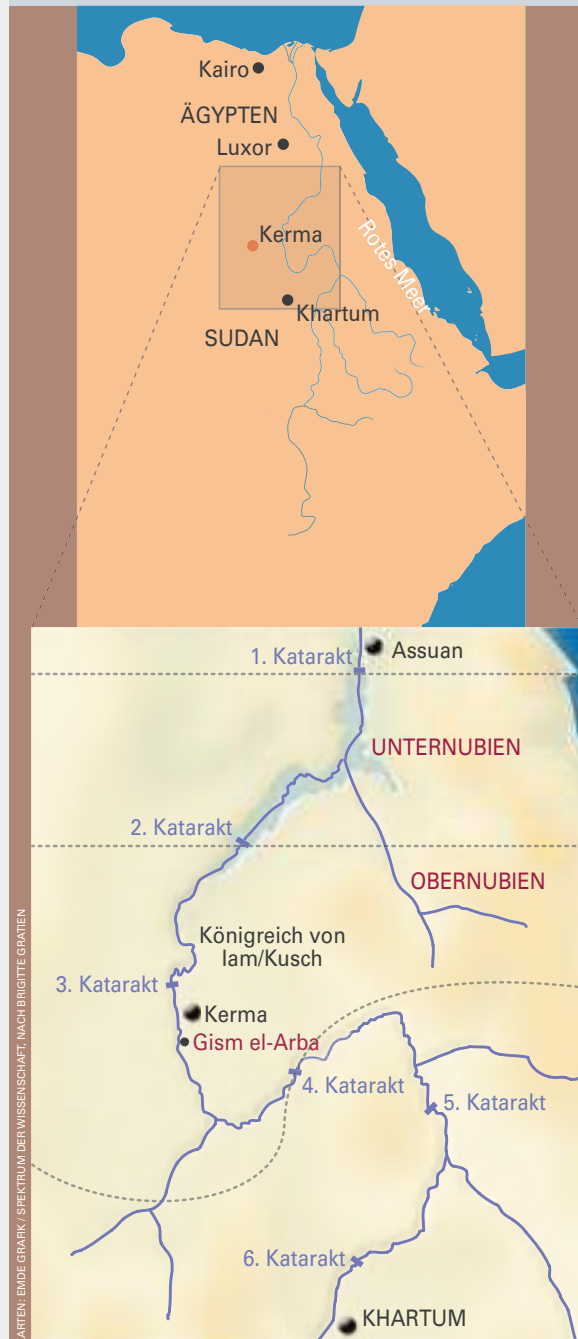 Kairo
ÄGYPTEN
Luxor
Kerma
Rotes Meer
Khartum
SUDAN
1. Katarakt
Assuan
UNTERNUBIEN
2. Katarakt
OBERNUBIEN
Königreich von
Iam/Kusch
3. Katarakt
Kerma
Gism el-Arba
4. Katarakt
5. Katarakt
6. Katarakt
KHARTUM
ARTEN: EMDE GRAFIK / SPEKTRUM DER WISSENSCHAFT, NACH BRIGITTE GRATIEN